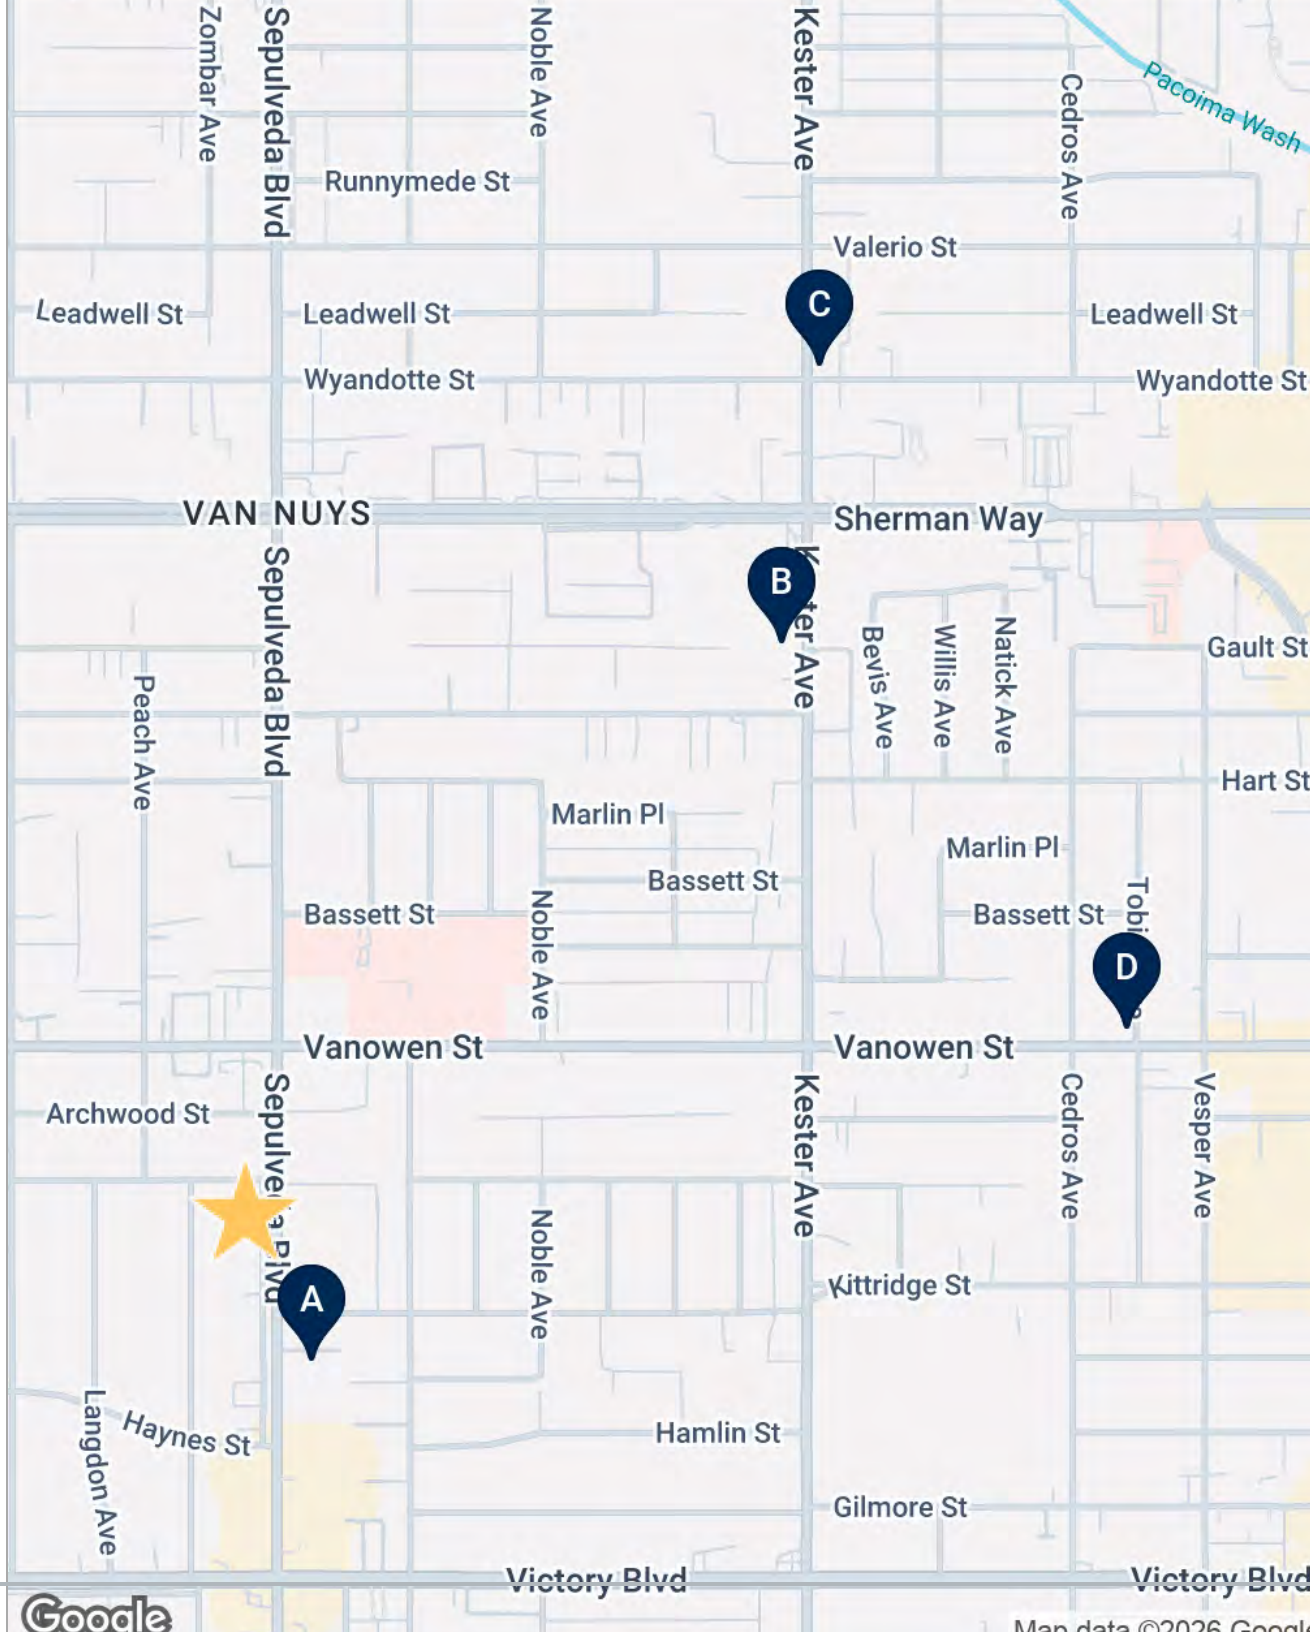 Zombar Ave
Sepulveda Blvd
Noble Ave
Kester Ave
Cedros Ave
Pacoima Wash
Runnymede St
Valerio St
C
Leadwell St
Leadwell St
Leadwell St
Wyandotte St
Wyandotte St
VAN NUYS
Sherman Way
B
Kester Ave
Sepulveda Blvd
Bevis Ave
Willis Ave
Natick Ave
Gault St
Peach Ave
Hart St
Marlin Pl
Marlin Pl
Bassett St
Bassett St
Bassett St
Noble Ave
D
Vanowen St
Vanowen St
Archwood St
Sepulveda Blvd
Kester Ave
Cedros Ave
Vesper Ave
Noble Ave
A
Kittridge St
Langdon Ave
Haynes St
Hamlin St
Gilmore St
Victory Blvd
Victory Blvd
Google
Map data ©2026 Google